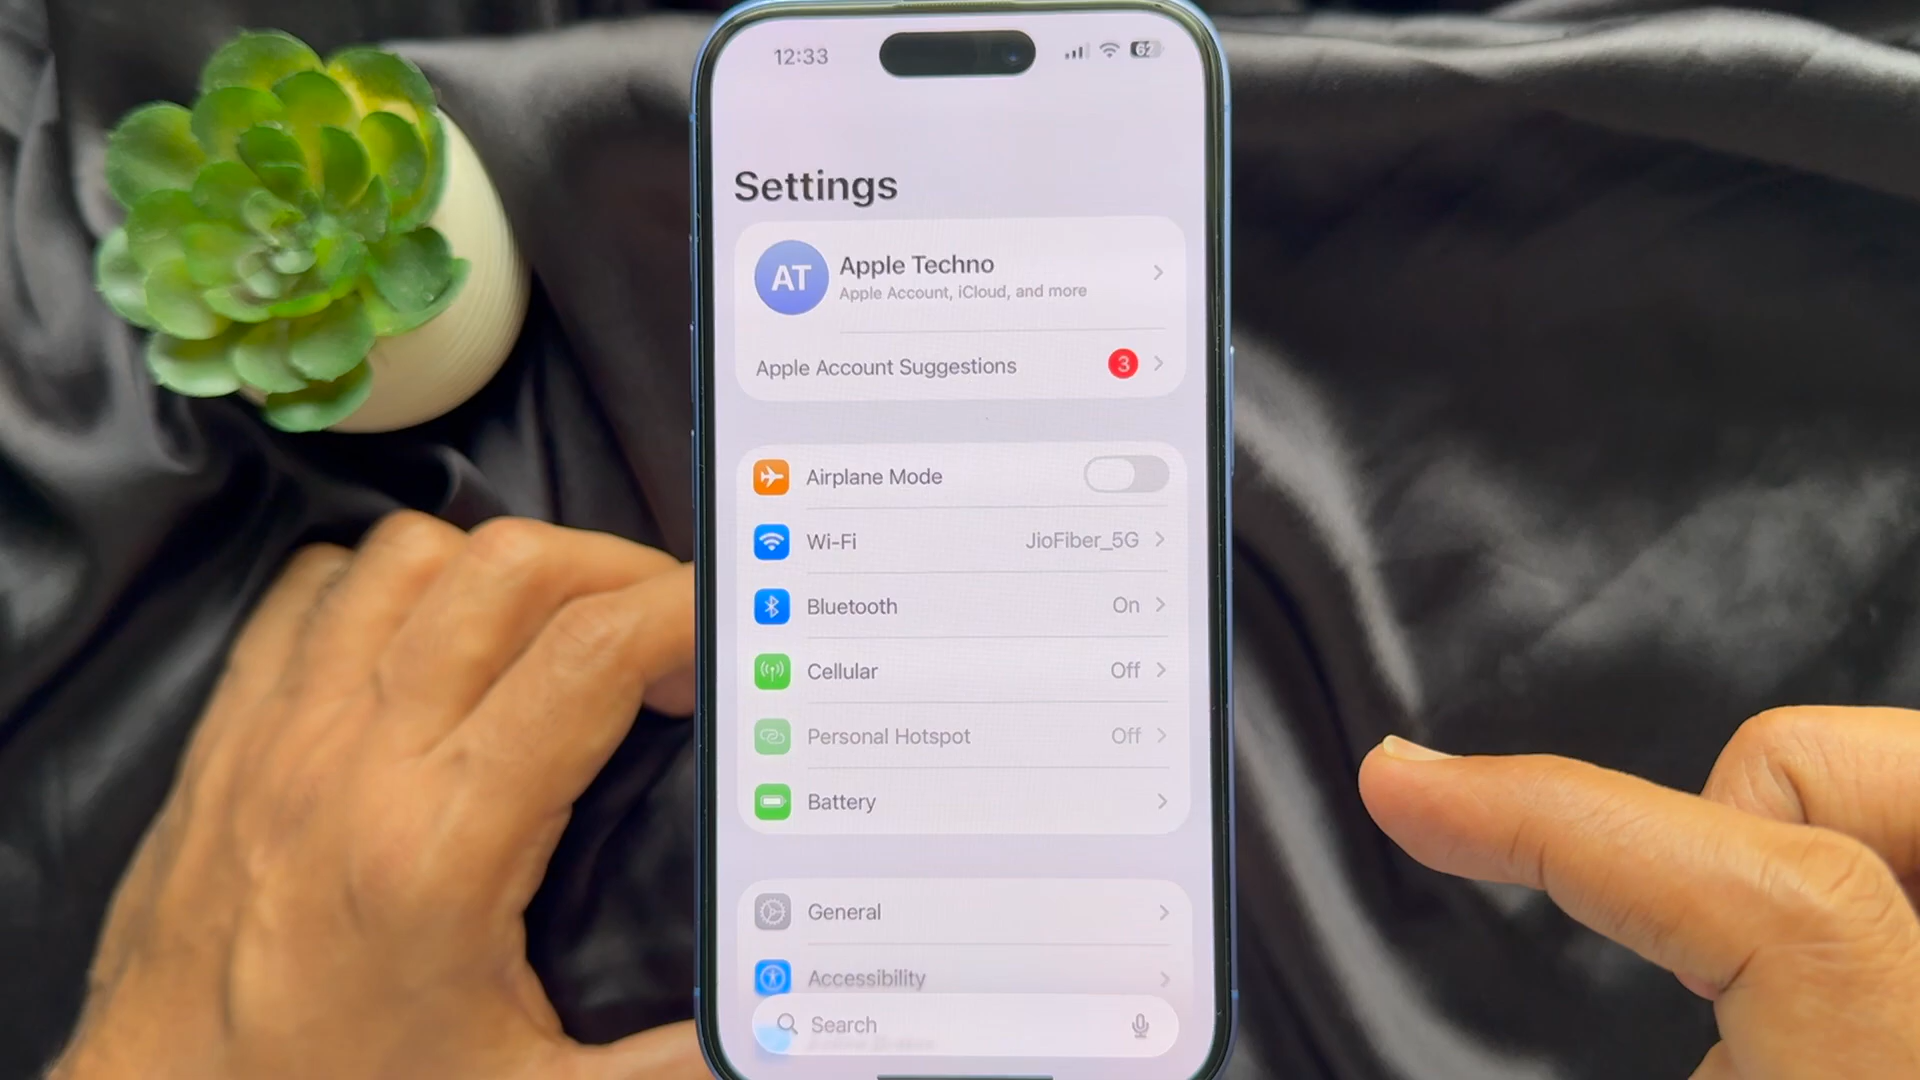 12:33
62
Settings
AT
Apple Techno
Apple Account, iCloud, and more
Apple Account Suggestions
3
Airplane Mode
Wi-Fi
JioFiber_5G
Bluetooth
On
Cellular
Off
Personal Hotspot
Off
Battery
General
Accessibility
Search